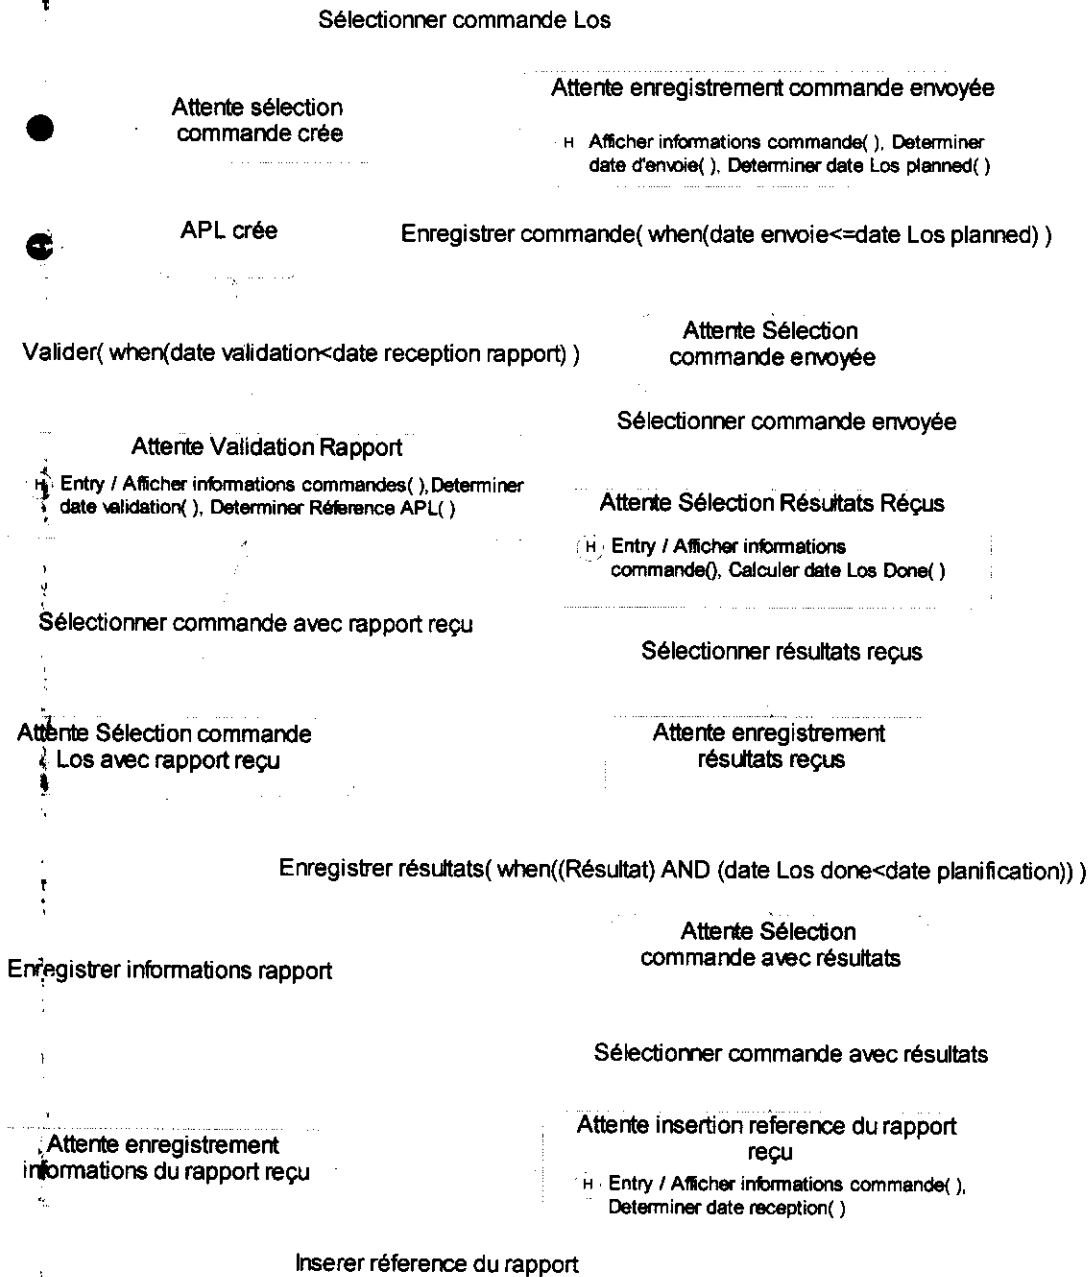 Sélectionner commande Los
Attente sélection
commande crée
Attente enregistrement commande envoyée
H Afficher informations commande( ), Determiner
date d'envoie( ), Determiner date Los planned( )
APL crée
Enregistrer commande( when(date envoie<=date Los planned) )
Valider( when(date validation<date reception rapport) )
Attente Sélection
commande envoyée
Sélectionner commande envoyée
Attente Validation Rapport
H Entry / Afficher informations commandes( ),Determiner
date validation( ), Determiner Réference APL( )
Attente Sélection Résultats Réçus
H Entry / Afficher informations
commande(), Calculer date Los Done( )
Sélectionner commande avec rapport reçu
Sélectionner résultats reçus
Attente Sélection commande
Los avec rapport reçu
Attente enregistrement
résultats reçus
Enregistrer résultats( when((Résultat) AND (date Los done<date planification)) )
Attente Sélection
commande avec résultats
Enregistrer informations rapport
Sélectionner commande avec résultats
Attente enregistrement
informations du rapport reçu
Attente insertion reference du rapport
reçu
H Entry / Afficher informations commande( ),
Determiner date reception( )
Inserer réference du rapport